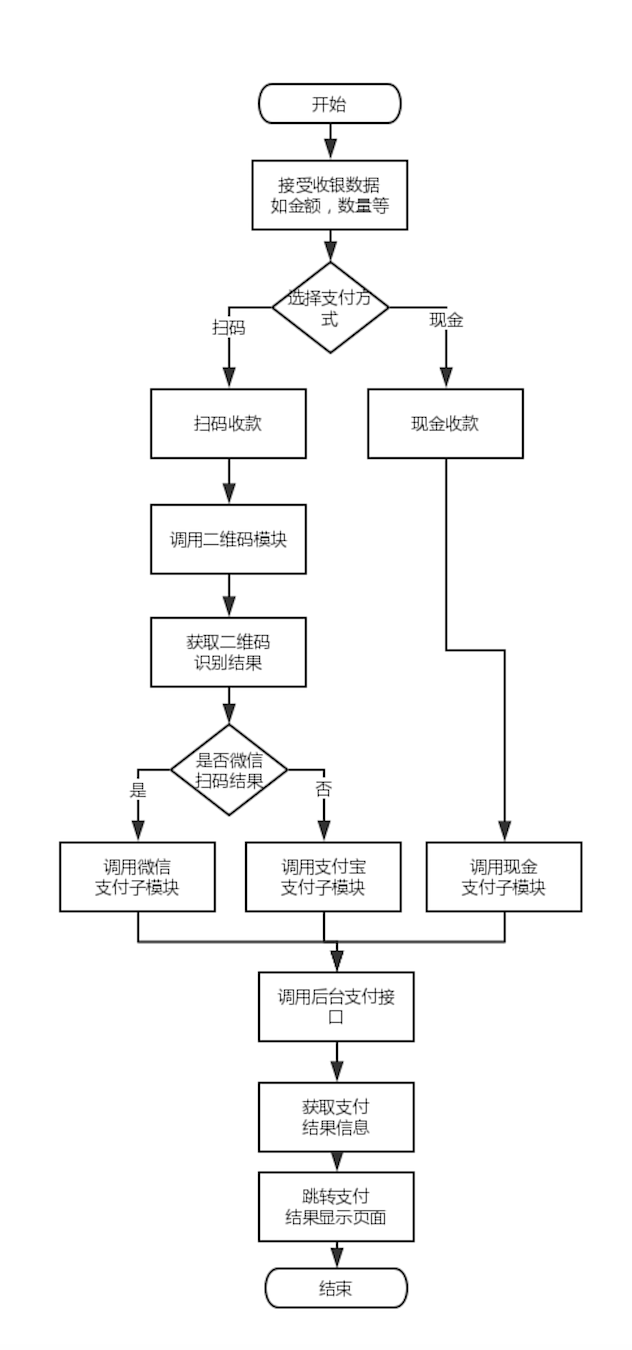 开始
接受收银数据
如金额，数量等
选择支付方
式
扫码
现金
扫码收款
现金收款
调用二维码模块
获取二维码
识别结果
是否微信
扫码结果
是
否
调用微信
支付子模块
调用支付宝
支付子模块
调用现金
支付子模块
调用后台支付接
口
获取支付
结果信息
跳转支付
结果显示页面
结束